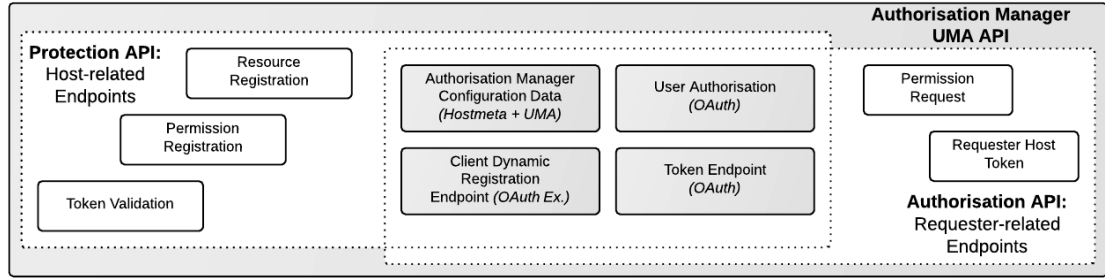 Authorisation Manager
UMA API
Protection API:
Host-related
Endpoints
Resource
Registration
Permission
Registration
Token Validation
Authorisation Manager
Configuration Data
(Hostmeta + UMA)
User Authorisation
(OAuth)
Client Dynamic
Registration
Endpoint (OAuth Ex.)
Token Endpoint
(OAuth)
Permission
Request
Requester Host
Token
Authorisation API:
Requester-related
Endpoints